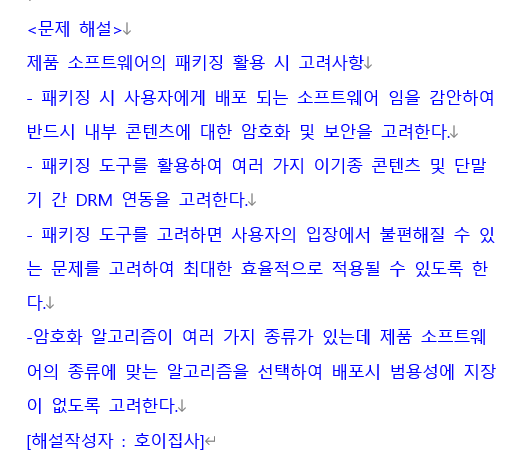 <문제 해설>↓
제품 소프트웨어의 패키징 활용 시 고려사항↓
- 패키징 시 사용자에게 배포 되는 소프트웨어 임을 감안하여
반드시 내부 콘텐츠에 대한 암호화 및 보안을 고려한다.↓
- 패키징 도구를 활용하여 여러 가지 이기종 콘텐츠 및 단말
기 간 DRM 연동을 고려한다.↓
- 패키징 도구를 고려하면 사용자의 입장에서 불편해질 수 있
는 문제를 고려하여 최대한 효율적으로 적용될 수 있도록 한
다.↓
-암호화 알고리즘이 여러 가지 종류가 있는데 제품 소프트웨
어의 종류에 맞는 알고리즘을 선택하여 배포시 범용성에 지장
이 없도록 고려한다.↓
[해설작성자 : 호이집사]↵